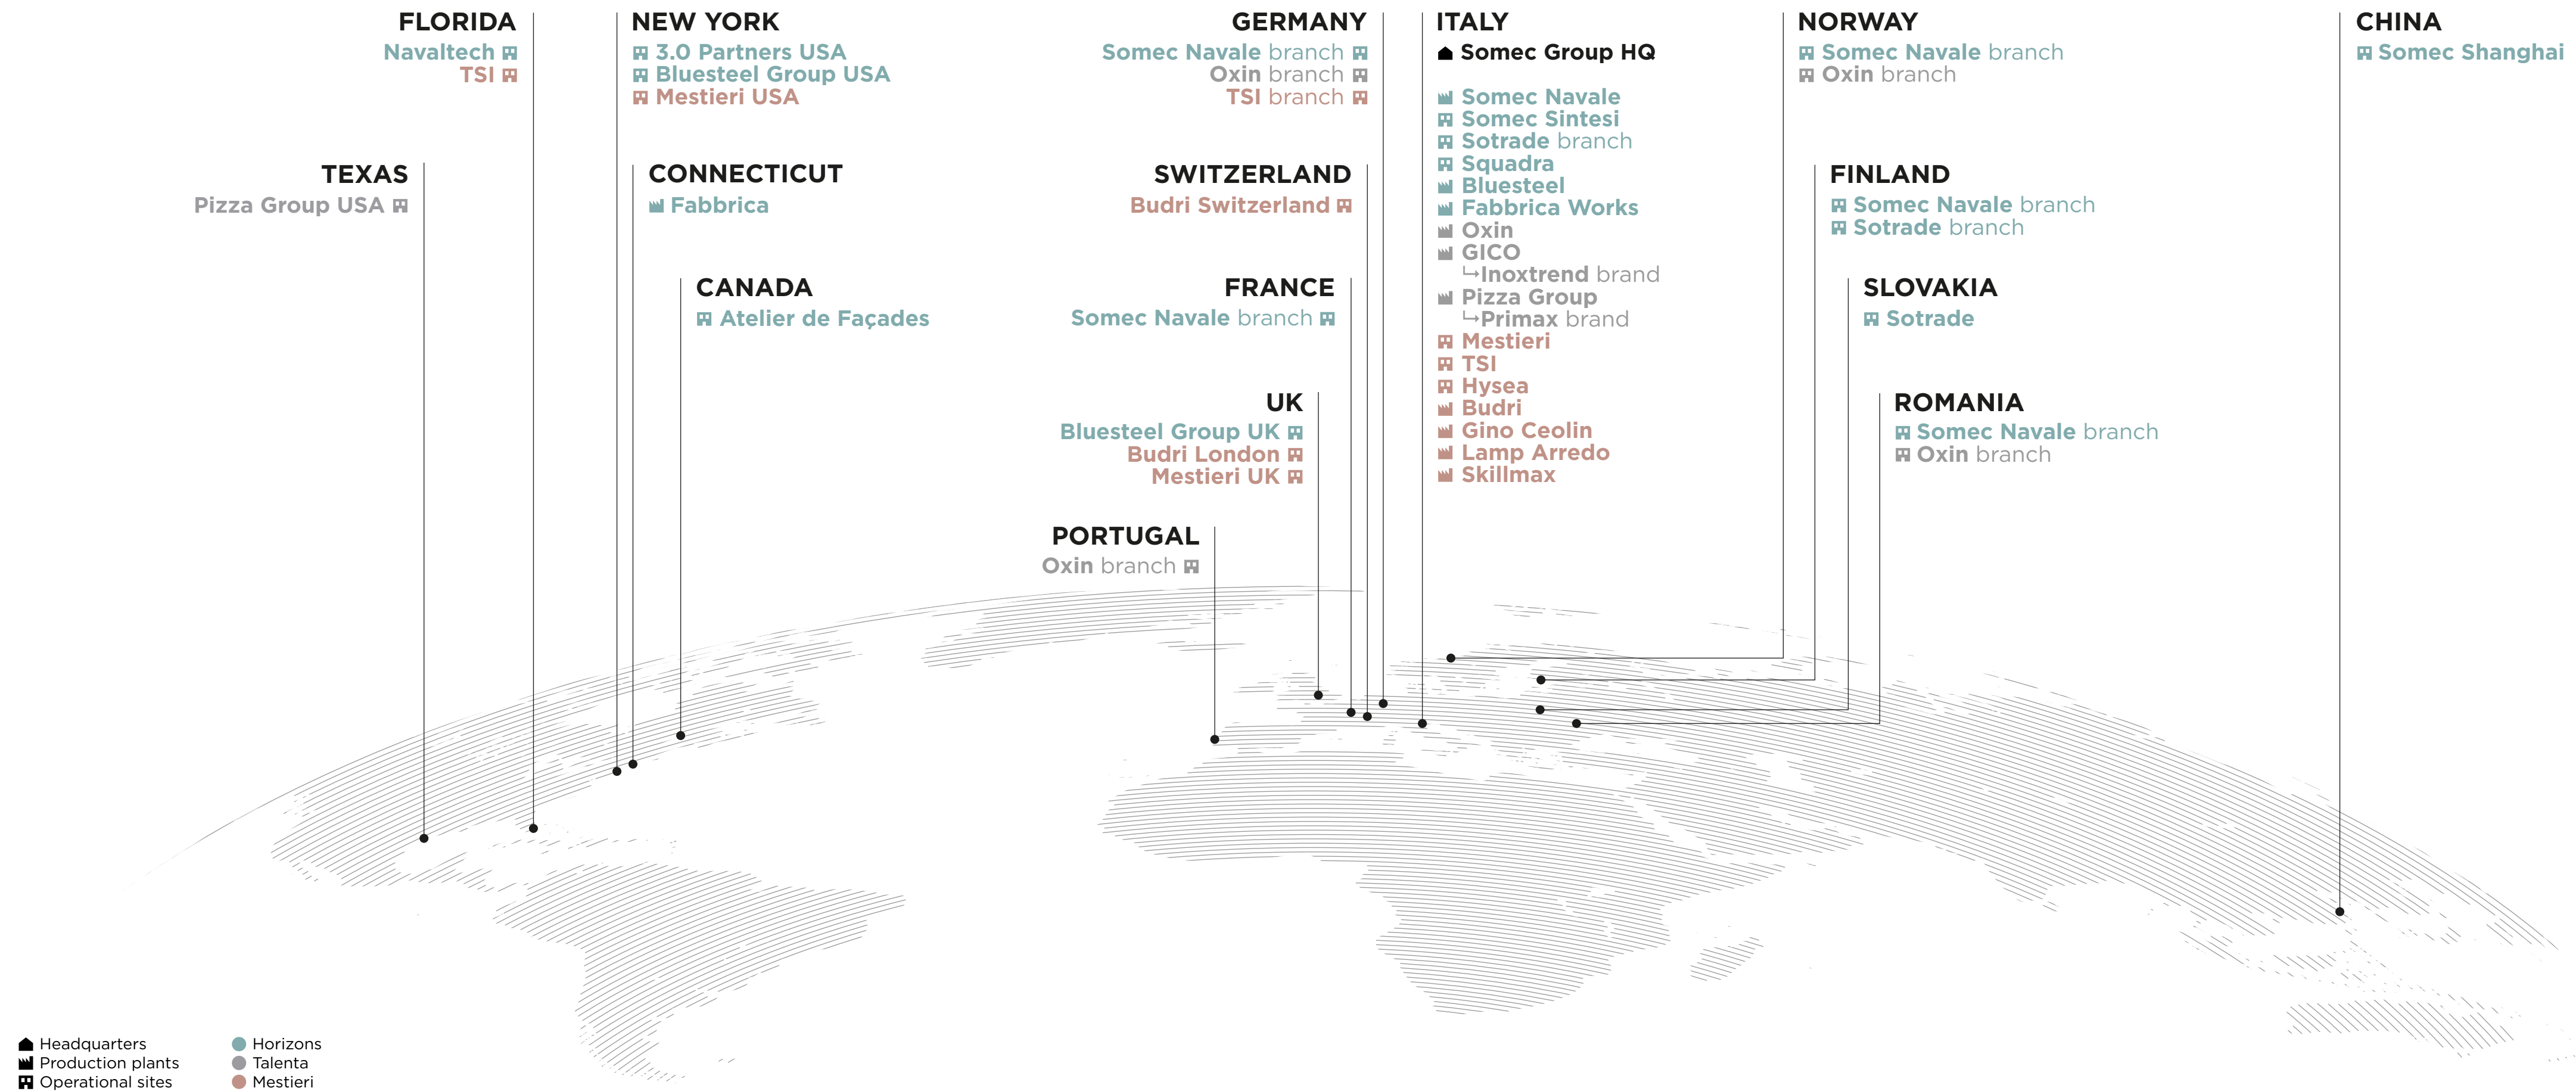 FLORIDA
Navaltech
TSI
NEW YORK
3.0 Partners USA
Bluesteel Group USA
Mestieri USA
GERMANY
Somec Navale branch
Oxin branch
TSI branch
ITALY
Somec Group HQ
Somec Navale
Somec Sintesi
Sotrade branch
Squadra
Bluesteel
Fabbrica Works
Oxin
GICO
↳Inoxtrend brand
Pizza Group
↳Primax brand
Mestieri
TSI
Hysea
Budri
Gino Ceolin
Lamp Arredo
Skillmax
NORWAY
Somec Navale branch
Oxin branch
CHINA
Somec Shanghai
TEXAS
Pizza Group USA
CONNECTICUT
Fabbrica
SWITZERLAND
Budri Switzerland
FINLAND
Somec Navale branch
Sotrade branch
CANADA
Atelier de Façades
FRANCE
Somec Navale branch
SLOVAKIA
Sotrade
UK
Bluesteel Group UK
Budri London
Mestieri UK
ROMANIA
Somec Navale branch
Oxin branch
PORTUGAL
Oxin branch
Headquarters
Production plants
Operational sites
Horizons
Talenta
Mestieri